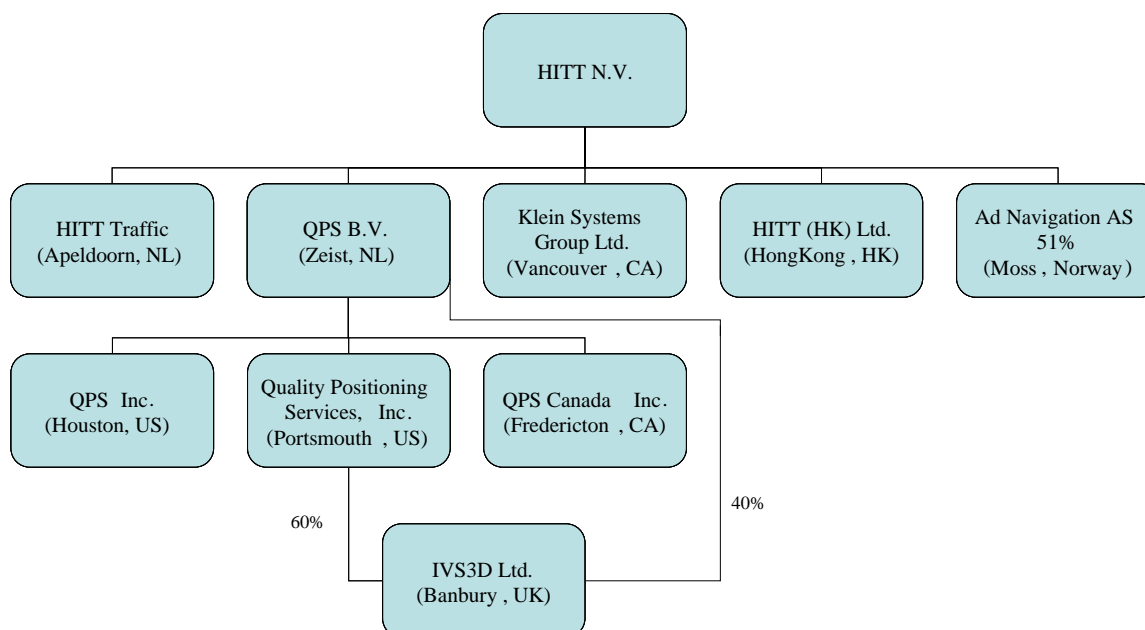 HITT N.V.
HITT Traffic
(Apeldoorn, NL)
QPS B.V.
(Zeist, NL)
Klein Systems
Group Ltd.
(Vancouver , CA)
HITT (HK) Ltd.
(HongKong , HK)
Ad Navigation AS
51%
(Moss , Norway)
QPS Inc.
(Houston, US)
Quality Positioning
Services, Inc.
(Portsmouth , US)
QPS Canada Inc.
(Fredericton , CA)
60%
40%
IVS3D Ltd.
(Banbury , UK)